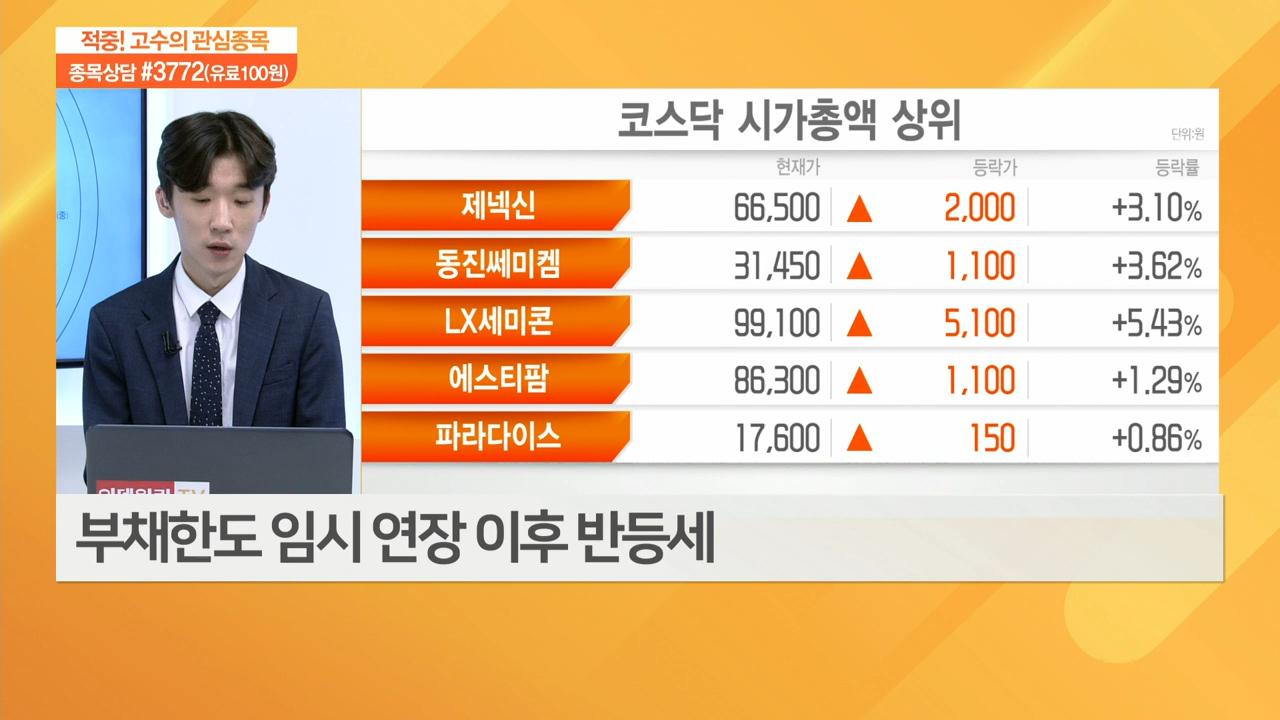 적중! 고수의 관심종목
종목상담 #3772(유료100원)
코스닥 시가총액 상위
단위:원
현재가 등락가 등락률
제넥신 66,500 ▲ 2,000 +3.10%
동진쎄미켐 31,450 ▲ 1,100 +3.62%
LX세미콘 99,100 ▲ 5,100 +5.43%
에스티팜 86,300 ▲ 1,100 +1.29%
파라다이스 17,600 ▲ 150 +0.86%
부채한도 임시 연장 이후 반등세